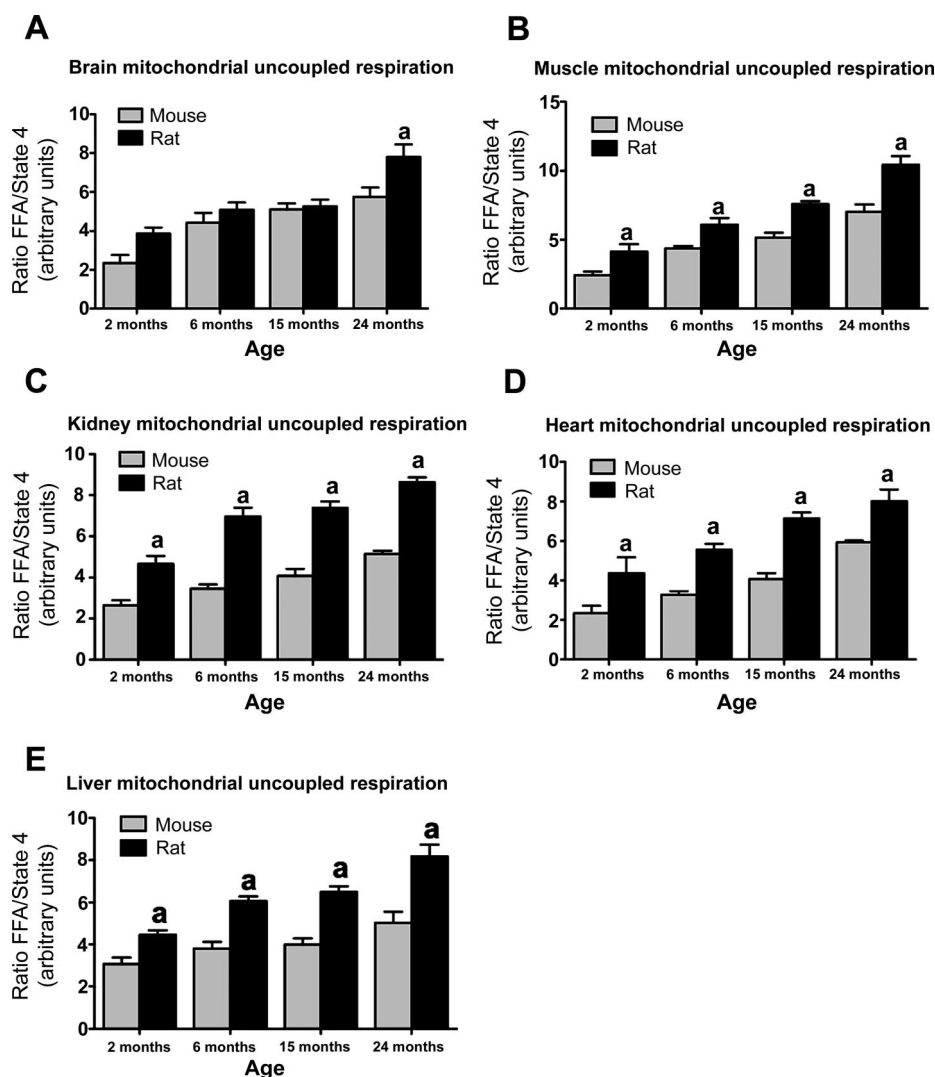 A
Brain mitochondrial uncoupled respiration
Ratio FFA/State 4
(arbitrary units)
10
8
6
4
2
0
Mouse
Rat
a
2 months 6 months 15 months 24 months
Age
B
Muscle mitochondrial uncoupled respiration
Ratio FFA/State 4
(arbitrary units)
15
10
5
0
Mouse
Rat
a a a a
2 months 6 months 15 months 24 months
Age
C
Kidney mitochondrial uncoupled respiration
Ratio FFA/State 4
(arbitrary units)
10
8
6
4
2
0
Mouse
Rat
a a a a
2 months 6 months 15 months 24 months
Age
D
Heart mitochondrial uncoupled respiration
Ratio FFA/State 4
(arbitrary units)
10
8
6
4
2
0
Mouse
Rat
a a a a
2 months 6 months 15 months 24 months
Age
E
Liver mitochondrial uncoupled respiration
Ratio FFA/State 4
(arbitrary units)
10
8
6
4
2
0
Mouse
Rat
a a a a
2 months 6 months 15 months 24 months
Age